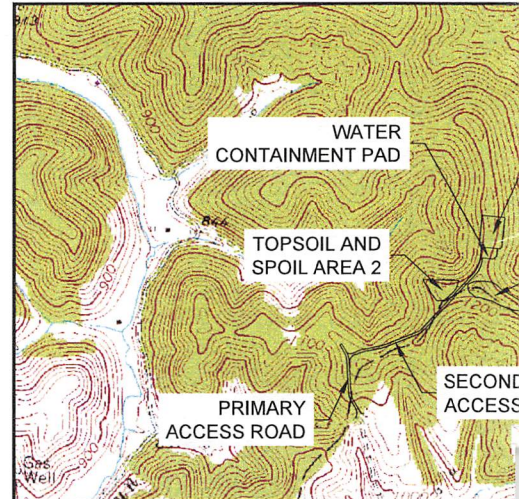 843
900
WATER
CONTAINMENT PAD
844
TOPSOIL AND
SPOIL AREA 2
900
SECOND
ACCESS
PRIMARY
ACCESS ROAD
Gas
Well
900